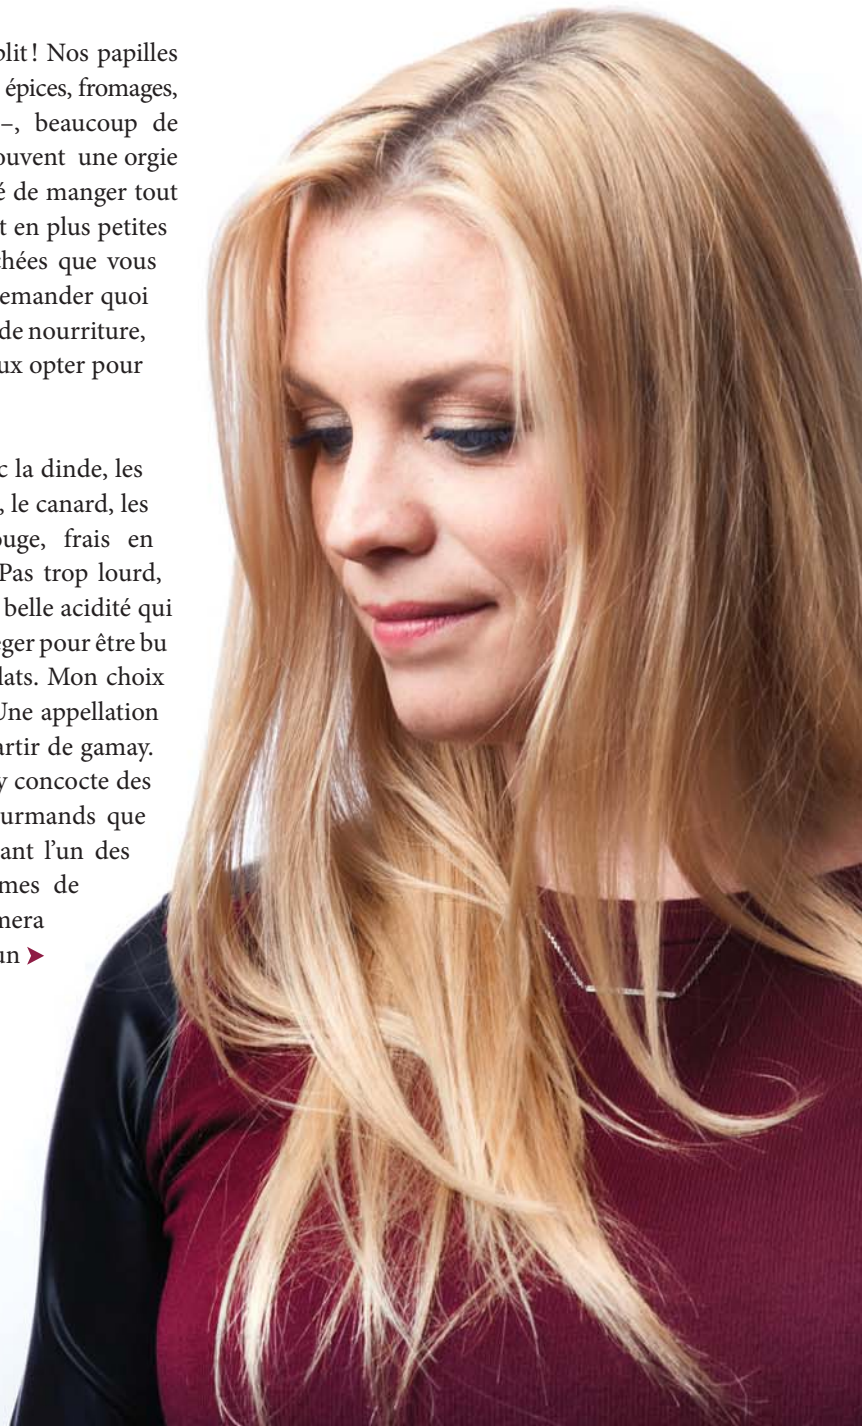 plit! Nos papilles
épices, fromages,
–, beaucoup de
ouvent une orgie
é de manger tout
t en plus petites
chées que vous
emander quoi
de nourriture,
ux opter pour
c la dinde, les
, le canard, les
uge, frais en
Pas trop lourd,
belle acidité qui
éger pour être bu
lats. Mon choix
Une appellation
artir de gamay.
y concocte des
urmands que
ant l’un des
mes de
mera
un ➤